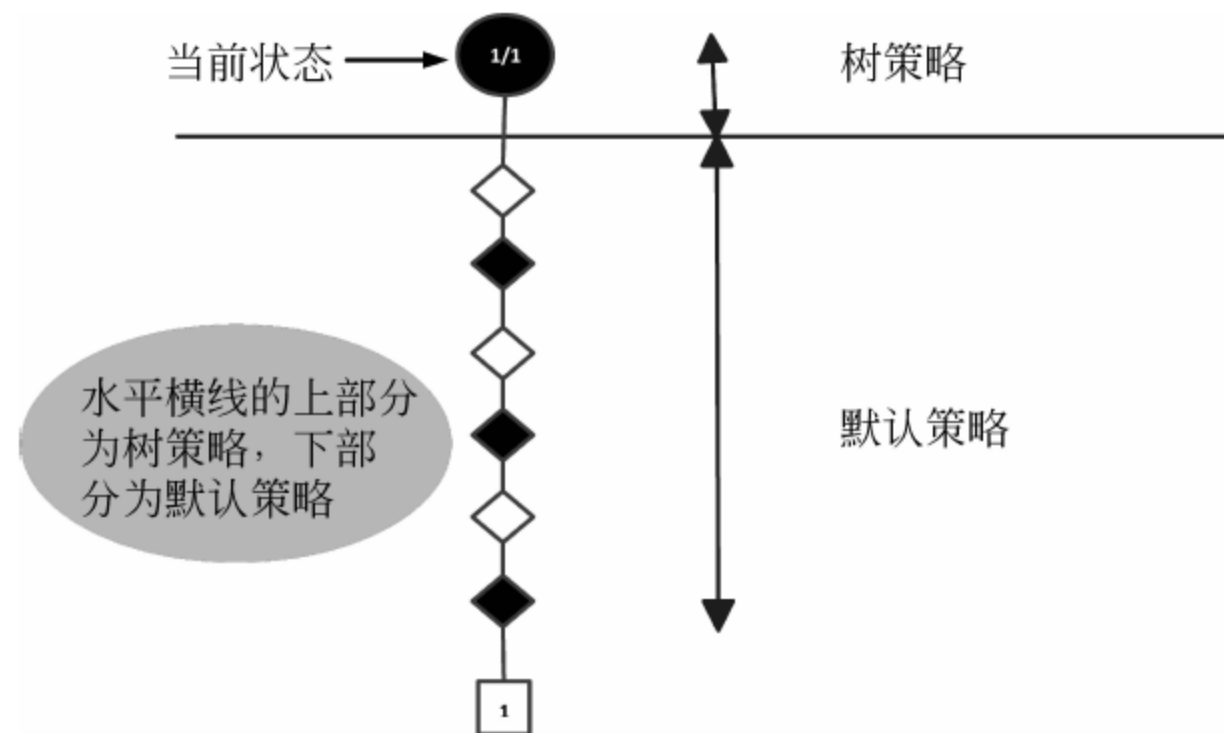 当前状态
1/1
树策略
水平横线的上部分
为树策略，下部
分为默认策略
默认策略
1